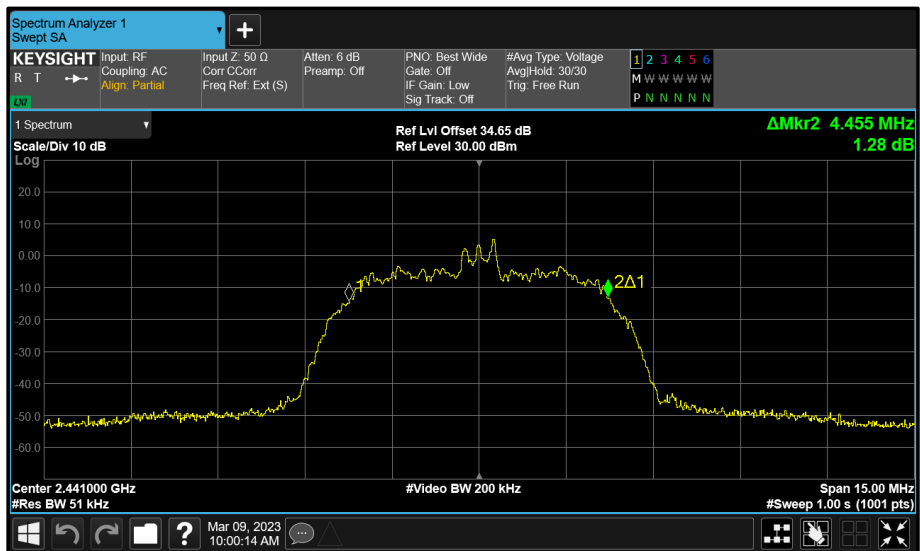 Spectrum Analyzer 1
Swept SA
+
KEYSIGHT
R T
LXI
Input: RF
Coupling: AC
Align: Partial
Input Z: 50 Ω
Corr CCorr
Freq Ref: Ext (S)
Atten: 6 dB
Preamp: Off
PNO: Best Wide
Gate: Off
IF Gain: Low
Sig Track: Off
#Avg Type: Voltage
Avg|Hold: 30/30
Trig: Free Run
1 2 3 4 5 6
M W W W W W
P N N N N N
1 Spectrum
Scale/Div 10 dB
Ref Lvl Offset 34.65 dB
Ref Level 30.00 dBm
ΔMkr2 4.455 MHz
1.28 dB
Log
20.0
10.0
0.00
-10.0
-20.0
-30.0
-40.0
-50.0
-60.0
1
2Δ1
Center 2.441000 GHz
#Res BW 51 kHz
#Video BW 200 kHz
Span 15.00 MHz
#Sweep 1.00 s (1001 pts)
?
Mar 09, 2023
10:00:14 AM